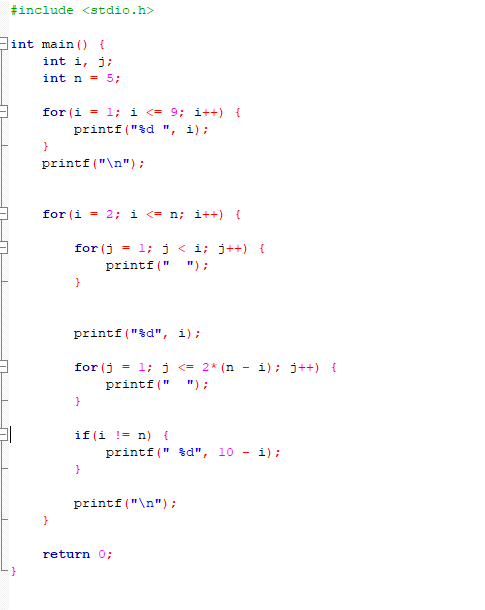 #include <stdio.h>
int main() {
    int i, j;
    int n = 5;
    for(i = 1; i <= 9; i++) {
        printf("%d ", i);
    }
    printf("\n");
    for(i = 2; i <= n; i++) {
        for(j = 1; j < i; j++) {
            printf("  ");
        }
        printf("%d", i);
        for(j = 1; j <= 2*(n - i); j++) {
            printf("  ");
        }
        if(i != n) {
            printf(" %d", 10 - i);
        }
        printf("\n");
    }
    return 0;
}